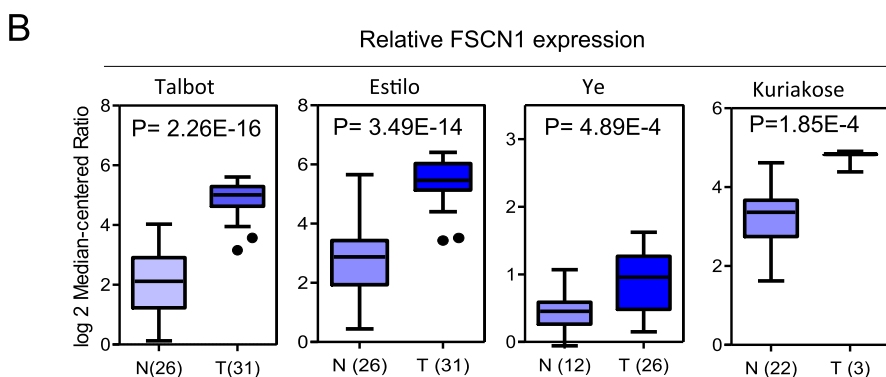 B
Relative FSCN1 expression
Talbot
Estilo
Ye
Kuriakose
log 2 Median-centered Ratio
8
6
4
2
0
P= 2.26E-16
N(26)
T(31)
8
6
4
2
0
P= 3.49E-14
N (26)
T (31)
3
2
1
0
P= 4.89E-4
N (12)
T (26)
6
4
2
0
P=1.85E-4
N (22)
T (3)